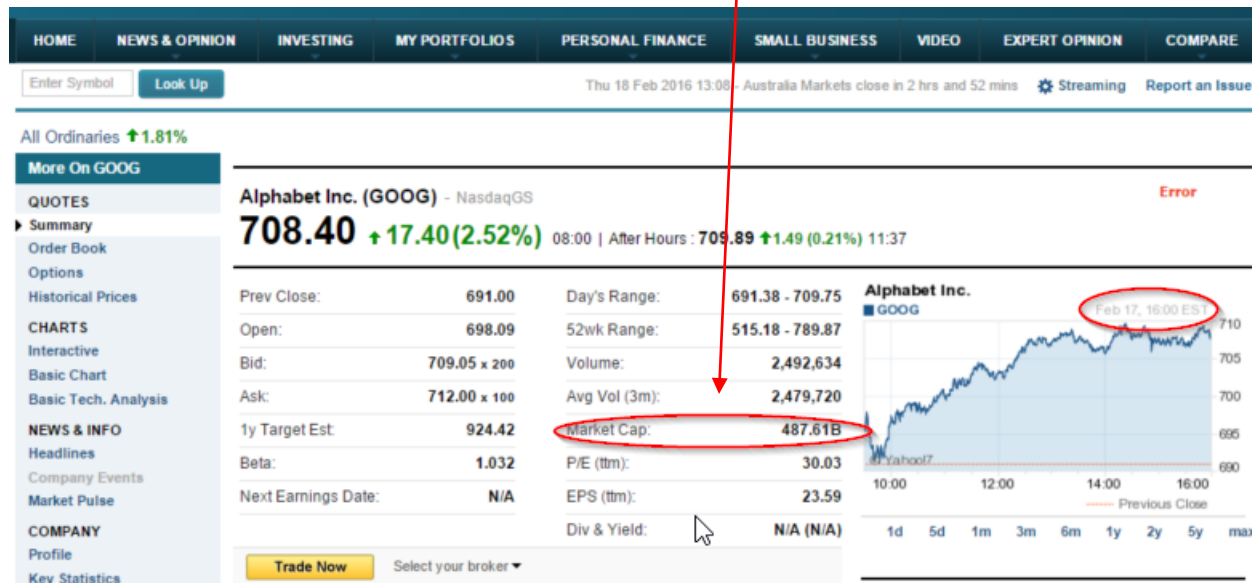 HOME NEWS & OPINION INVESTING MY PORTFOLIOS PERSONAL FINANCE SMALL BUSINESS VIDEO EXPERT OPINION COMPARE
Enter Symbol Look Up Thu 18 Feb 2016 13:08 - Australia Markets close in 2 hrs and 52 mins Streaming Report an Issue
All Ordinaries 1.81%
More On GOOG
QUOTES
Summary
Order Book
Options
Historical Prices
CHARTS
Interactive
Basic Chart
Basic Tech. Analysis
NEWS & INFO
Headlines
Company Events
Market Pulse
COMPANY
Profile
Key Statistics
Alphabet Inc. (GOOG) - NasdaqGS Error
708.40 17.40(2.52%) 08:00 | After Hours : 709.89 1.49 (0.21%) 11:37
Prev Close: 691.00
Open: 698.09
Bid: 709.05 x 200
Ask: 712.00 x 100
1y Target Est: 924.42
Beta: 1.032
Next Earnings Date: N/A
Day's Range: 691.38 - 709.75
52wk Range: 515.18 - 789.87
Volume: 2,492,634
Avg Vol (3m): 2,479,720
Market Cap: 487.61B
P/E (ttm): 30.03
EPS (ttm): 23.59
Div & Yield: N/A (N/A)
Alphabet Inc.
GOOG Feb 17, 16:00 EST
710
705
700
695
690
Yahoo!7
10:00 12:00 14:00 16:00
Previous Close
1d 5d 1m 3m 6m 1y 2y 5y max
Trade Now Select your broker